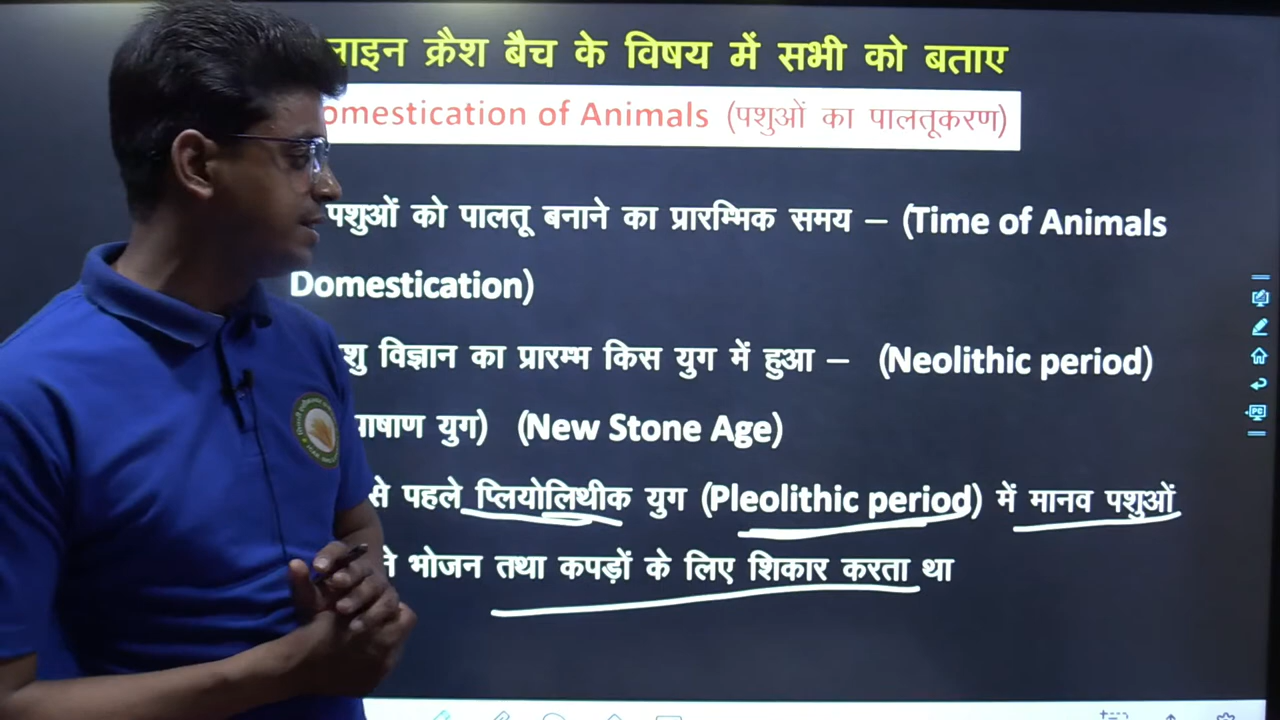 लाइन क्रैश बैच के विषय में सभी को बताए
omestication of Animals (पशुओं का पालतूकरण)
पशुओं को पालतू बनाने का प्रारम्भिक समय – (Time of Animals
Domestication)
शु विज्ञान का प्रारम्भ किस युग में हुआ – (Neolithic period)
पाषाण युग) (New Stone Age)
से पहले प्लियोलिथीक युग (Pleolithic period) में मानव पशुओं
ने भोजन तथा कपड़ों के लिए शिकार करता था
PC